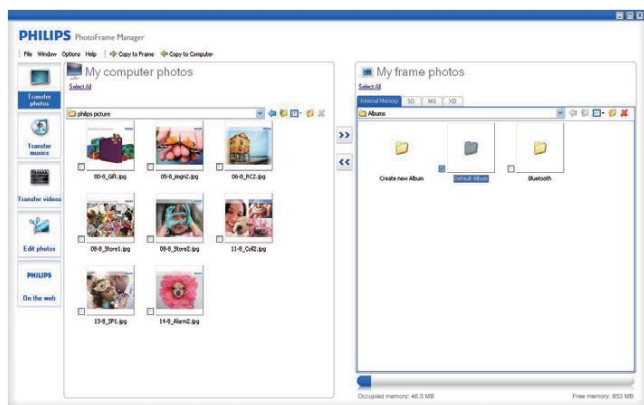 PHILIPS PhotoFrame Manager
File Window Options Help Copy to Frame Copy to Computer
Transfer photos
Transfer musics
Transfer videos
Edit photos
PHILIPS
On the web
My computer photos
Select All
philips picture
00-8_Gift.jpg 05-8_imgn2.jpg 06-8_RC2.jpg
08-8_Store1.jpg 08-8_Store2.jpg 11-8_Coll2.jpg
13-8_SP1.jpg 14-8_Alarm2.jpg
>>
<<
My frame photos
Select All
Internal Memory SD MS XD
Albums
Create new Album Default Album Bluetooth
Occupied memory: 46.5 MB Free memory: 853 MB